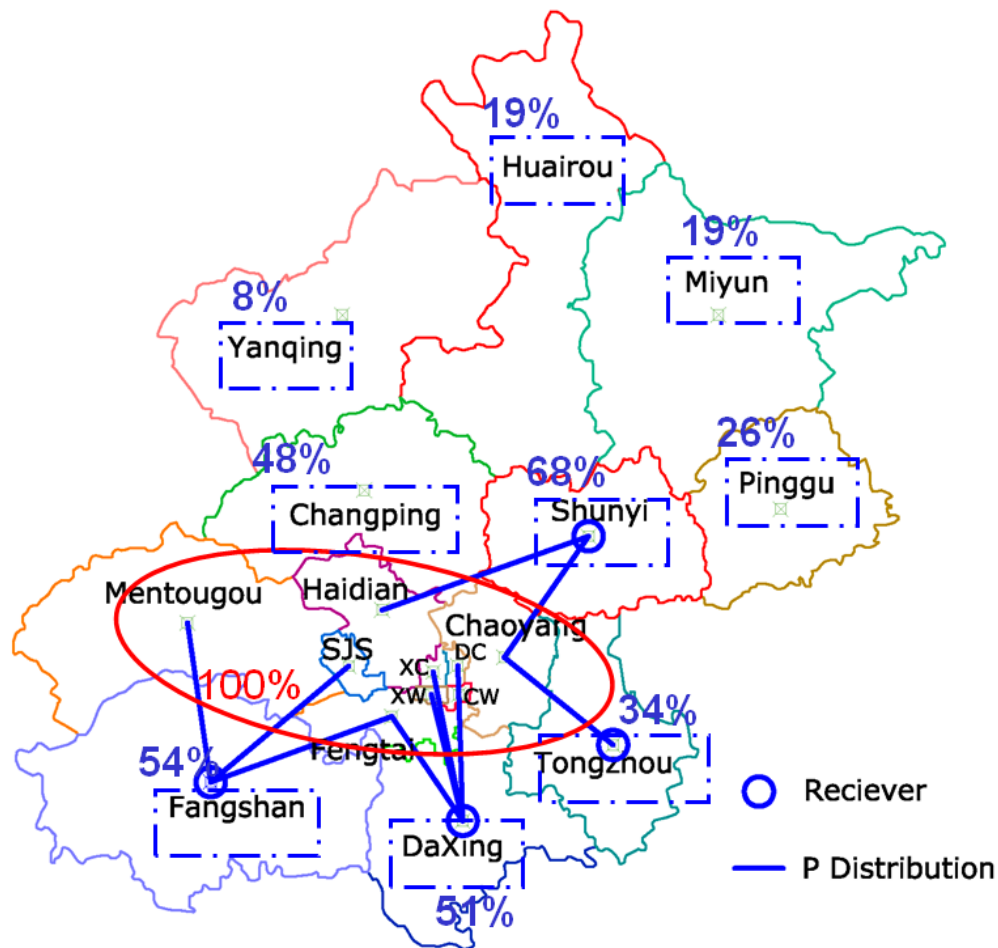 19%
Huairou
19%
Miyun
8%
Yanqing
26%
Pinggu
48%
Changping
68%
Shunyi
Mentougou
Haidian
Chaoyang
SJS
XC
DC
100%
XW
CW
Fengtai
34%
Tongzhou
54%
Fangshan
DaXing
51%
Reciever
P Distribution